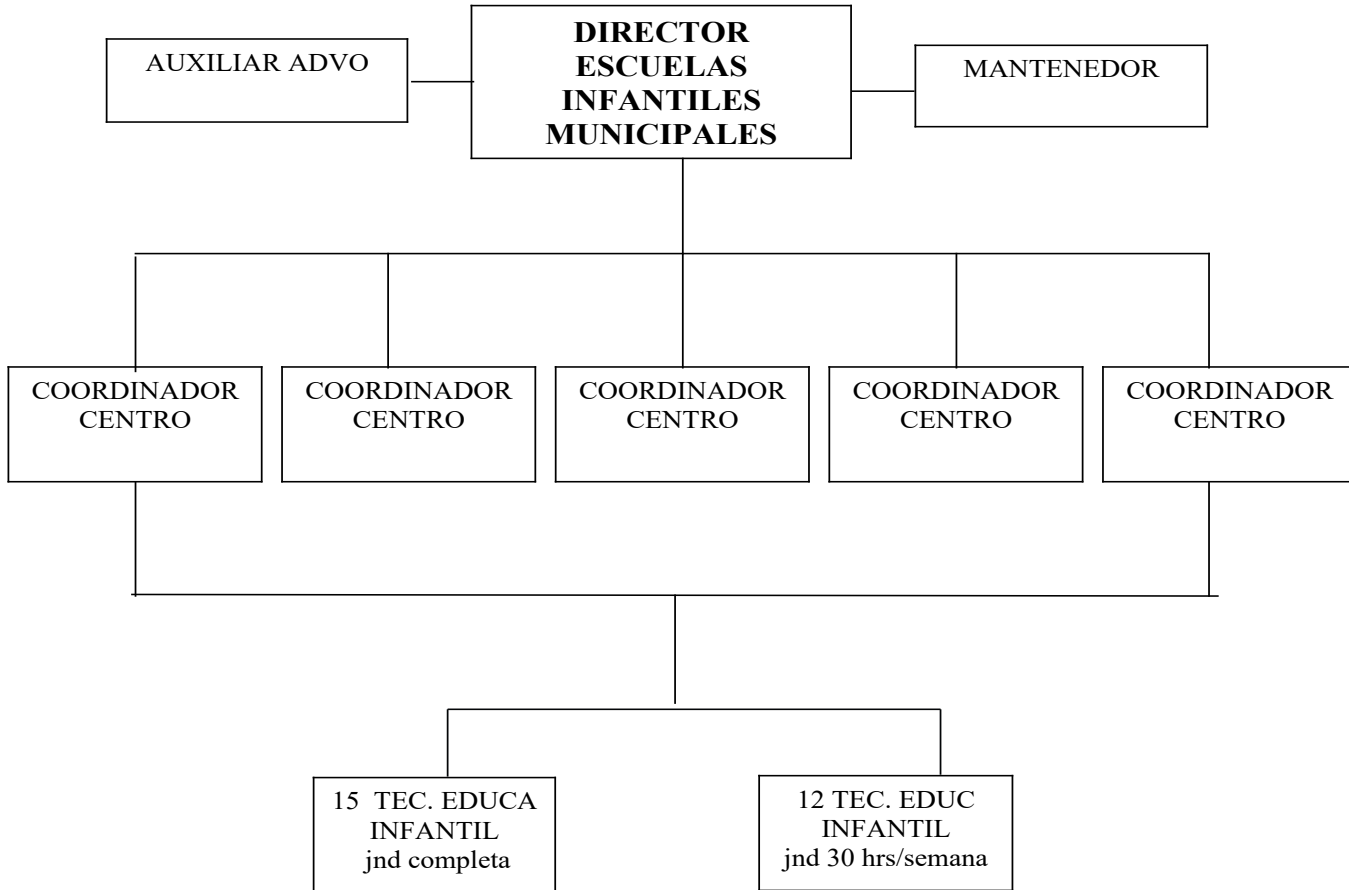 AUXILIAR ADVO
DIRECTOR
ESCUELAS
INFANTILES
MUNICIPALES
MANTENEDOR
COORDINADOR
CENTRO
COORDINADOR
CENTRO
COORDINADOR
CENTRO
COORDINADOR
CENTRO
COORDINADOR
CENTRO
15 TEC. EDUCA
INFANTIL
jnd completa
12 TEC. EDUC
INFANTIL
jnd 30 hrs/semana